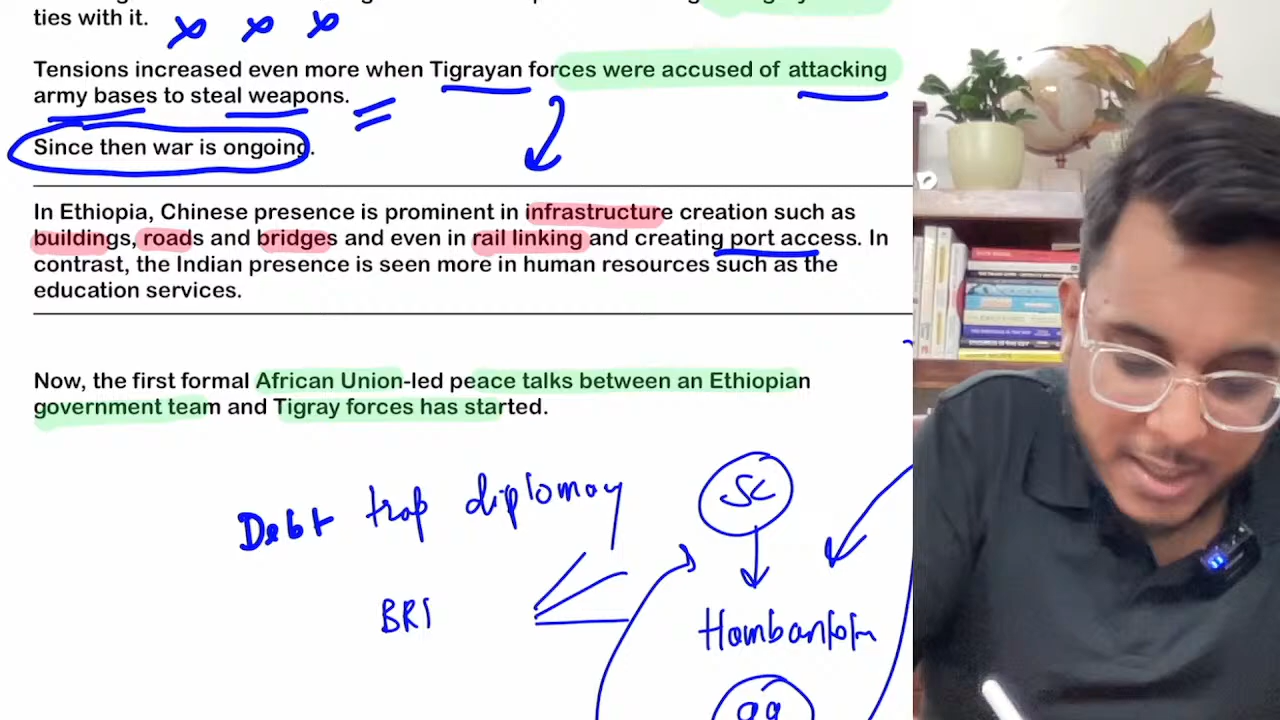 ties with it.
Tensions increased even more when Tigrayan forces were accused of attacking
army bases to steal weapons.
Since then war is ongoing.
In Ethiopia, Chinese presence is prominent in infrastructure creation such as
buildings, roads and bridges and even in rail linking and creating port access. In
contrast, the Indian presence is seen more in human resources such as the
education services.
Now, the first formal African Union-led peace talks between an Ethiopian
government team and Tigray forces has started.
Debt trap diplomacy
SL
BRI
Hambantota
99